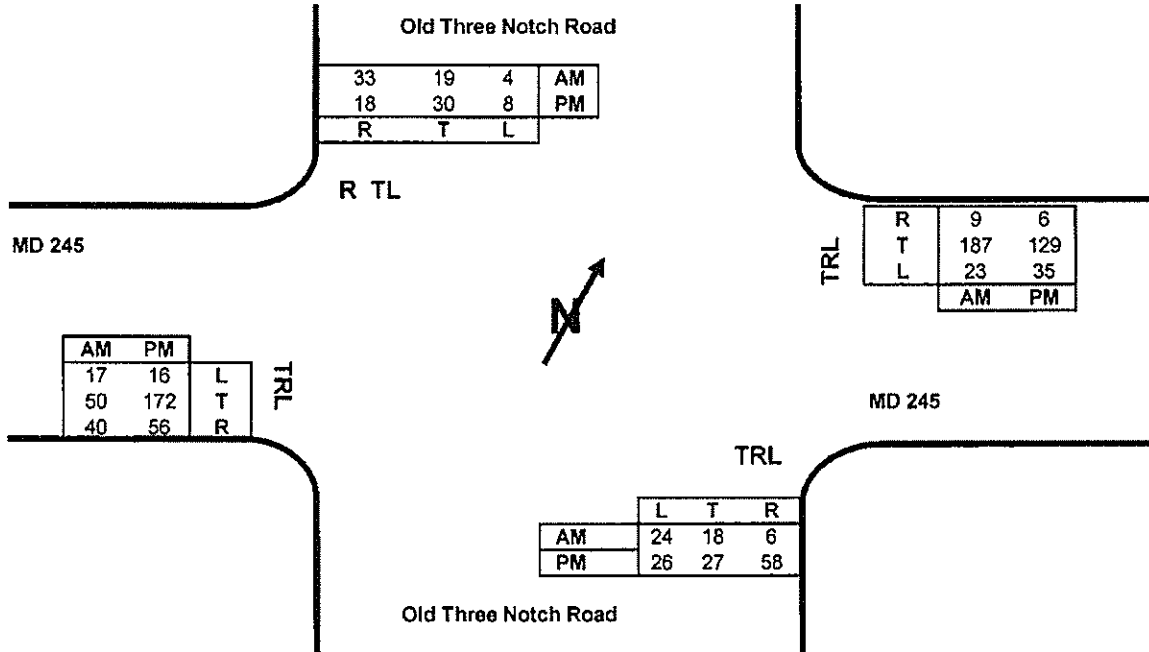 Old Three Notch Road
33 19 4 AM
18 30 8 PM
R T L
R TL
MD 245
TRL
R 9 6
T 187 129
L 23 35
AM PM
N
AM PM
17 16 L
50 172 T
40 56 R
TRL
MD 245
TRL
L T R
AM 24 18 6
PM 26 27 58
Old Three Notch Road